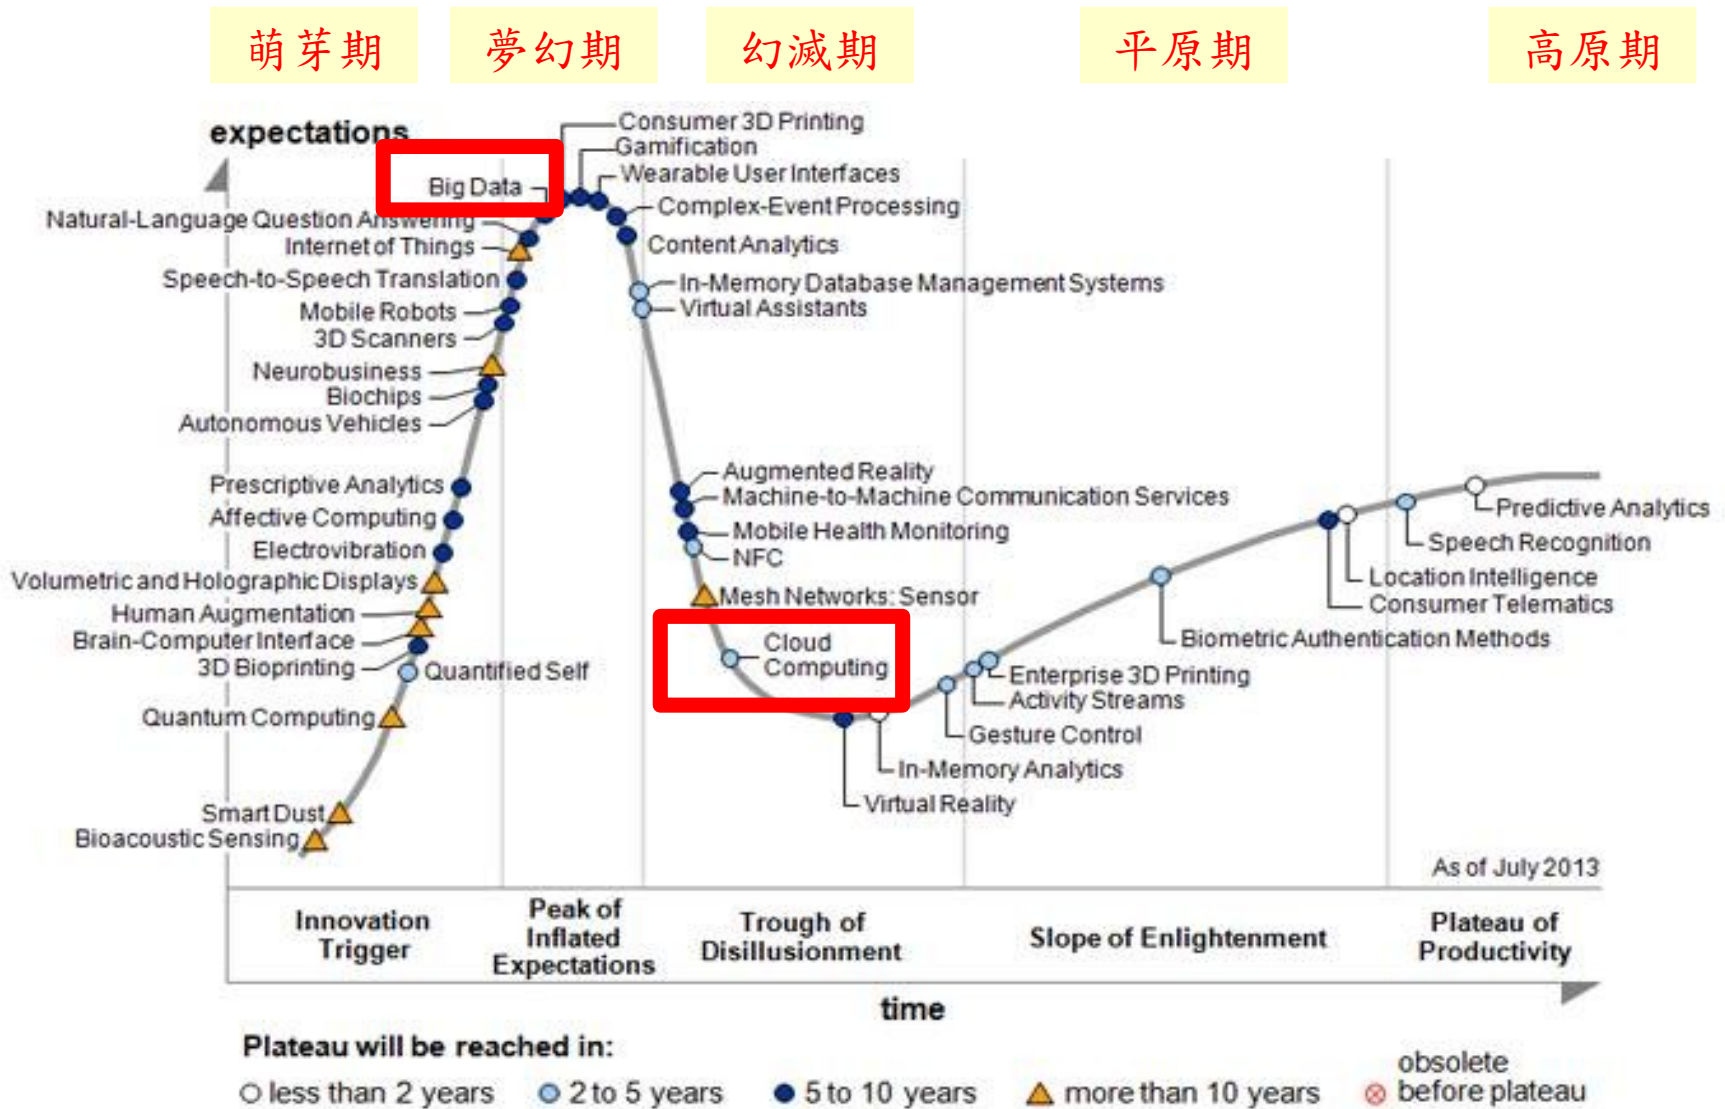 萌芽期
夢幻期
幻滅期
平原期
高原期
expectations
Consumer 3D Printing
Gamification
Wearable User Interfaces
Big Data
Complex-Event Processing
Natural-Language Question Answering
Content Analytics
Internet of Things
Speech-to-Speech Translation
In-Memory Database Management Systems
Mobile Robots
Virtual Assistants
3D Scanners
Neurobusiness
Biochips
Autonomous Vehicles
Augmented Reality
Prescriptive Analytics
Machine-to-Machine Communication Services
Predictive Analytics
Affective Computing
Mobile Health Monitoring
Speech Recognition
Electrovibration
NFC
Location Intelligence
Volumetric and Holographic Displays
Mesh Networks: Sensor
Consumer Telematics
Human Augmentation
Brain-Computer Interface
Cloud
Computing
Biometric Authentication Methods
3D Bioprinting
Quantified Self
Enterprise 3D Printing
Activity Streams
Quantum Computing
Gesture Control
In-Memory Analytics
Virtual Reality
Smart Dust
Bioacoustic Sensing
As of July 2013
Innovation
Trigger
Peak of
Inflated
Expectations
Trough of
Disillusionment
Slope of Enlightenment
Plateau of
Productivity
time
Plateau will be reached in:
less than 2 years
2 to 5 years
5 to 10 years
more than 10 years
obsolete
before plateau